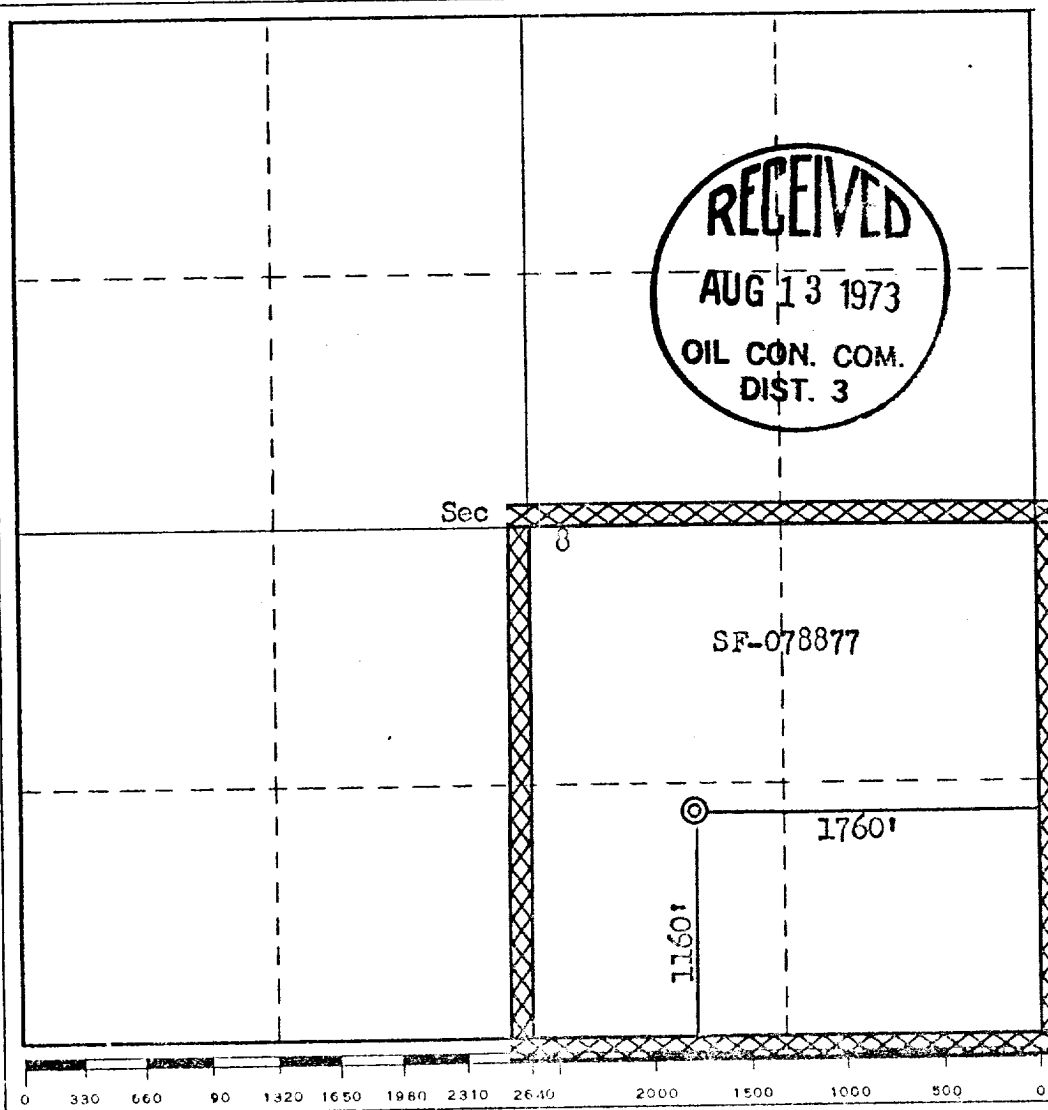 RECEIVED
AUG 13 1973
OIL CON. COM.
DIST. 3
Sec
8
SF-078877
1760'
1160'
0 330 660 90 1320 1650 1980 2310 2640 2000 1500 1000 500 0